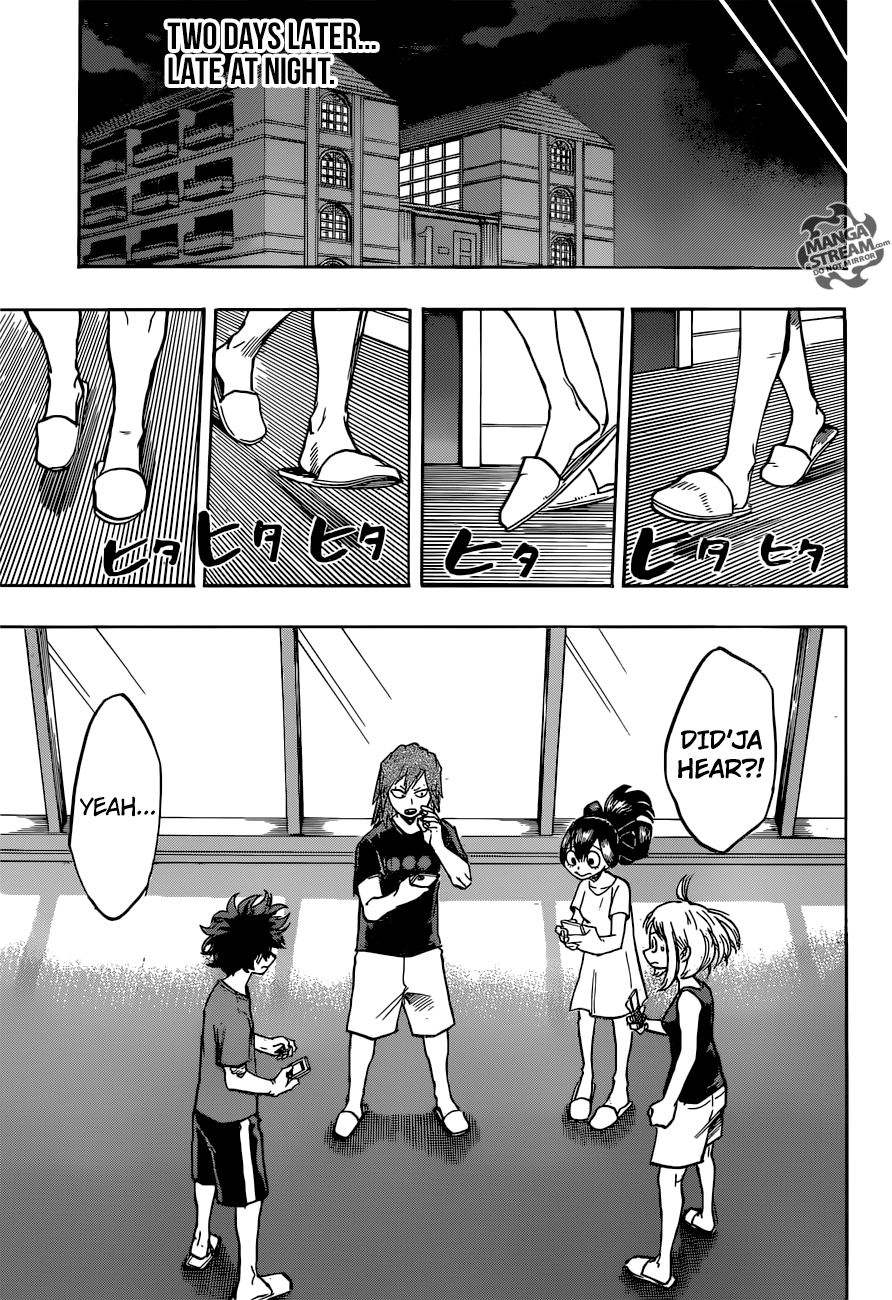 TWO DAYS LATER...
LATE AT NIGHT.
MANGA
STREAM.com
DO NOT MIRROR
1
ヒタ ヒタ
ヒタ
ヒタ ヒタ
ヒタ
DID'JA
HEAR?!
YEAH...